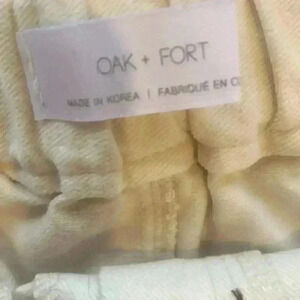 OAK + FORT
MADE IN KOREA | FABRIQUÉ EN